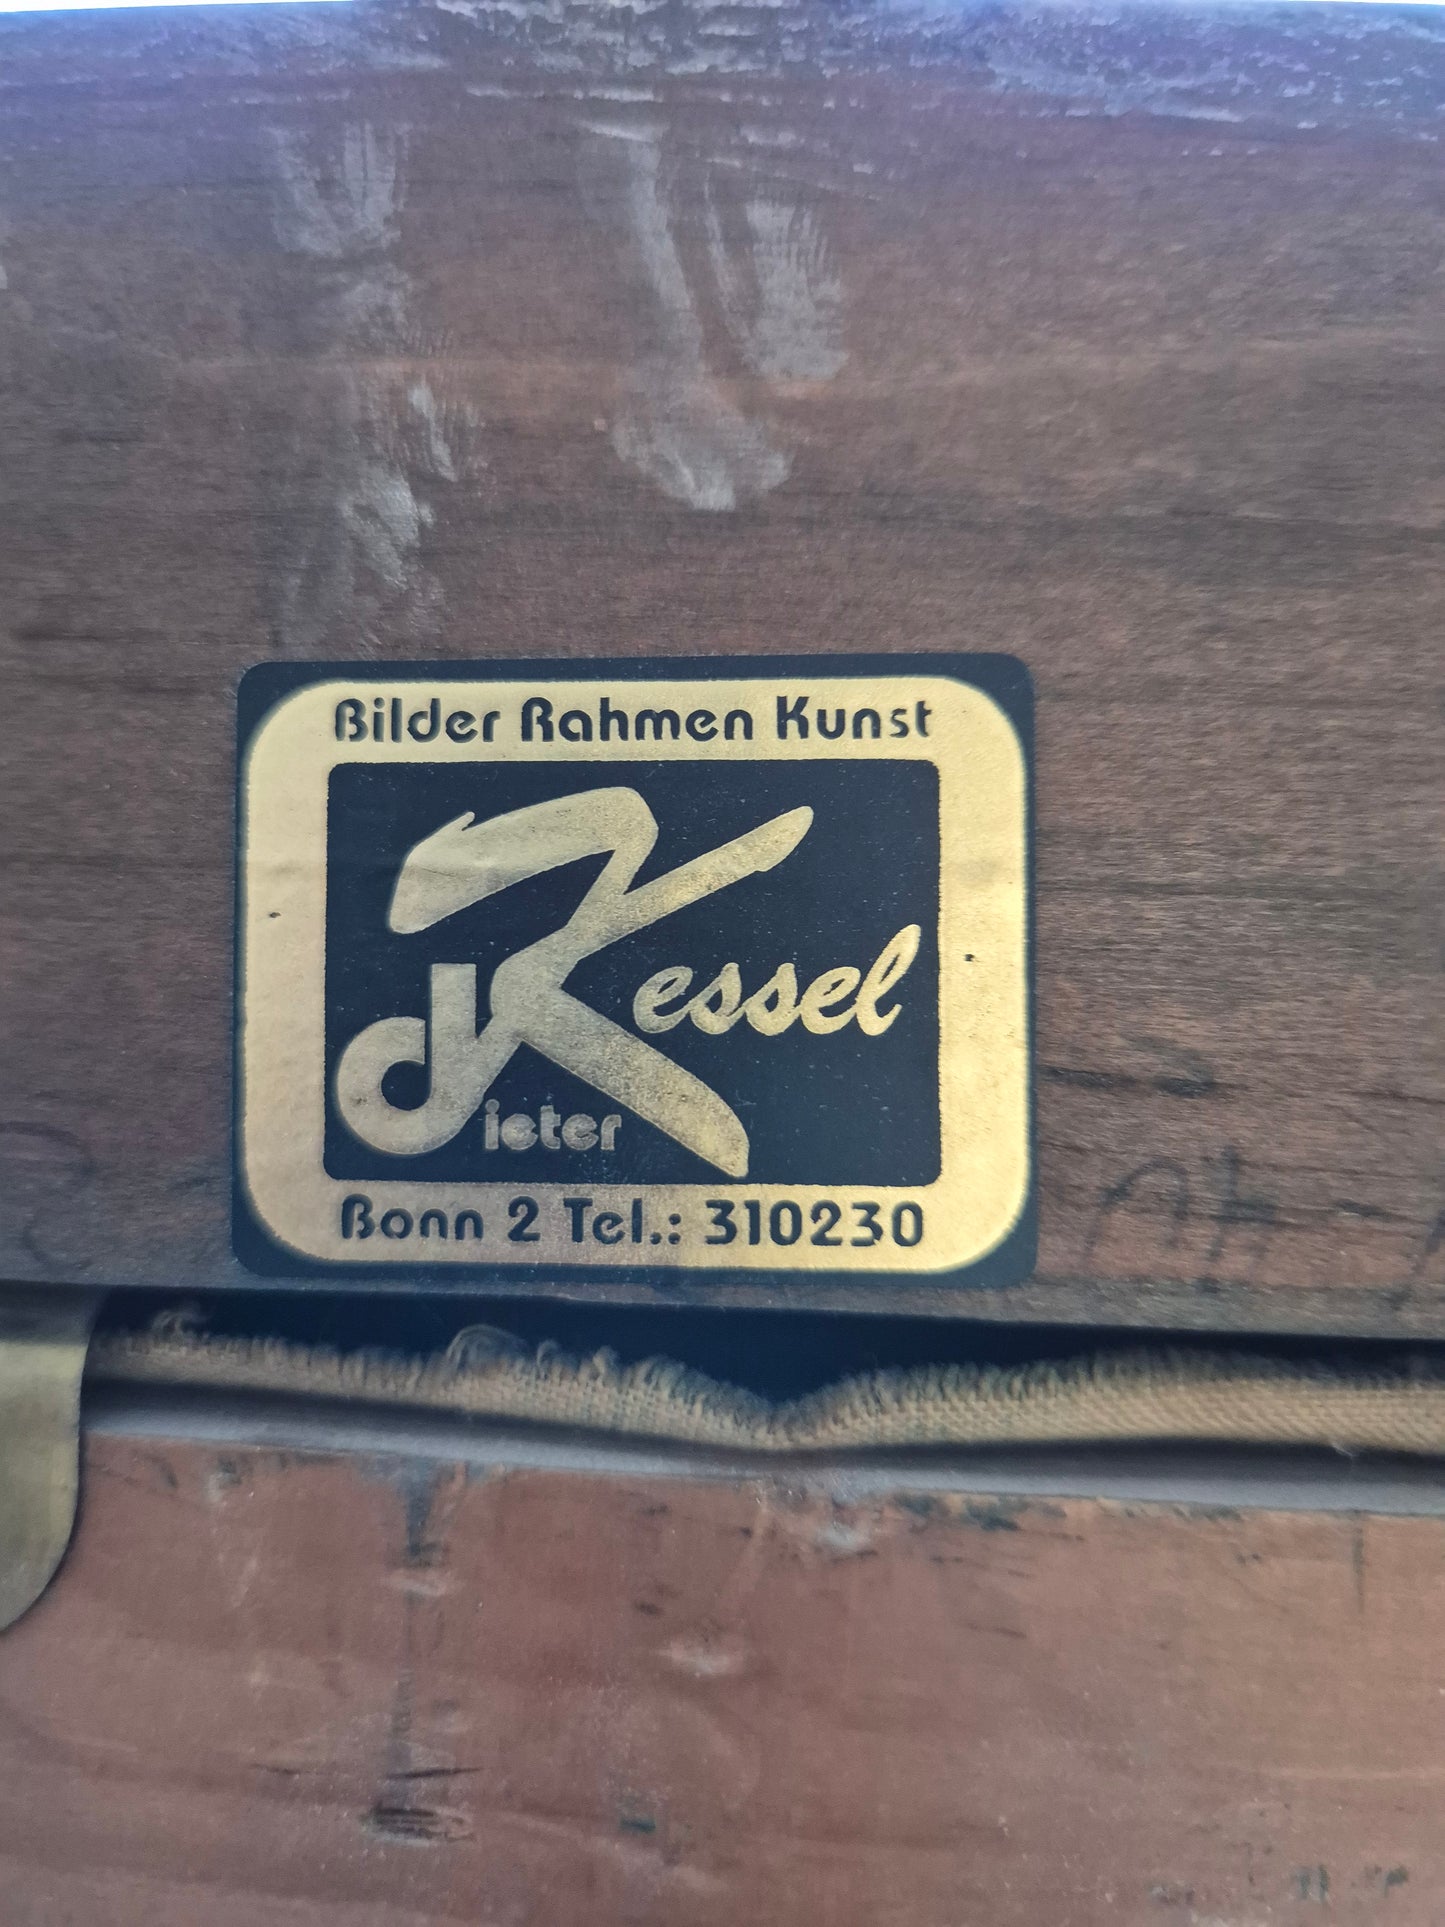 Bilder Rahmen Kunst
Kessel
dieter
Bonn 2 Tel.: 310230